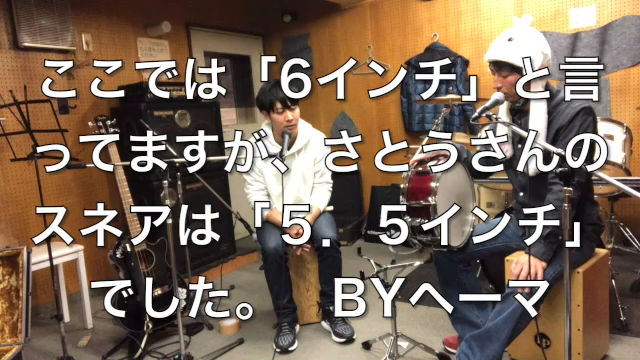 ここでは「6インチ」と言
ってますが、さとうさんの
スネアは「５．５インチ」
でした。　　BYヘーマ